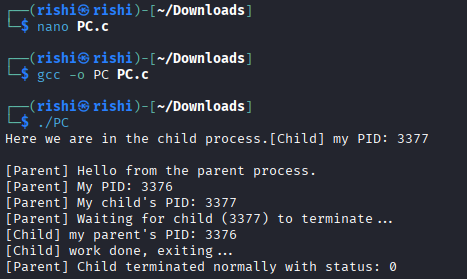 ┌──(rishi㉿rishi)-[~/Downloads]
└─$ nano PC.c
┌──(rishi㉿rishi)-[~/Downloads]
└─$ gcc -o PC PC.c
┌──(rishi㉿rishi)-[~/Downloads]
└─$ ./PC
Here we are in the child process.[Child] my PID: 3377
[Parent] Hello from the parent process.
[Parent] My PID: 3376
[Parent] My child's PID: 3377
[Parent] Waiting for child (3377) to terminate...
[Child] my parent's PID: 3376
[Child] work done, exiting...
[Parent] Child terminated normally with status: 0